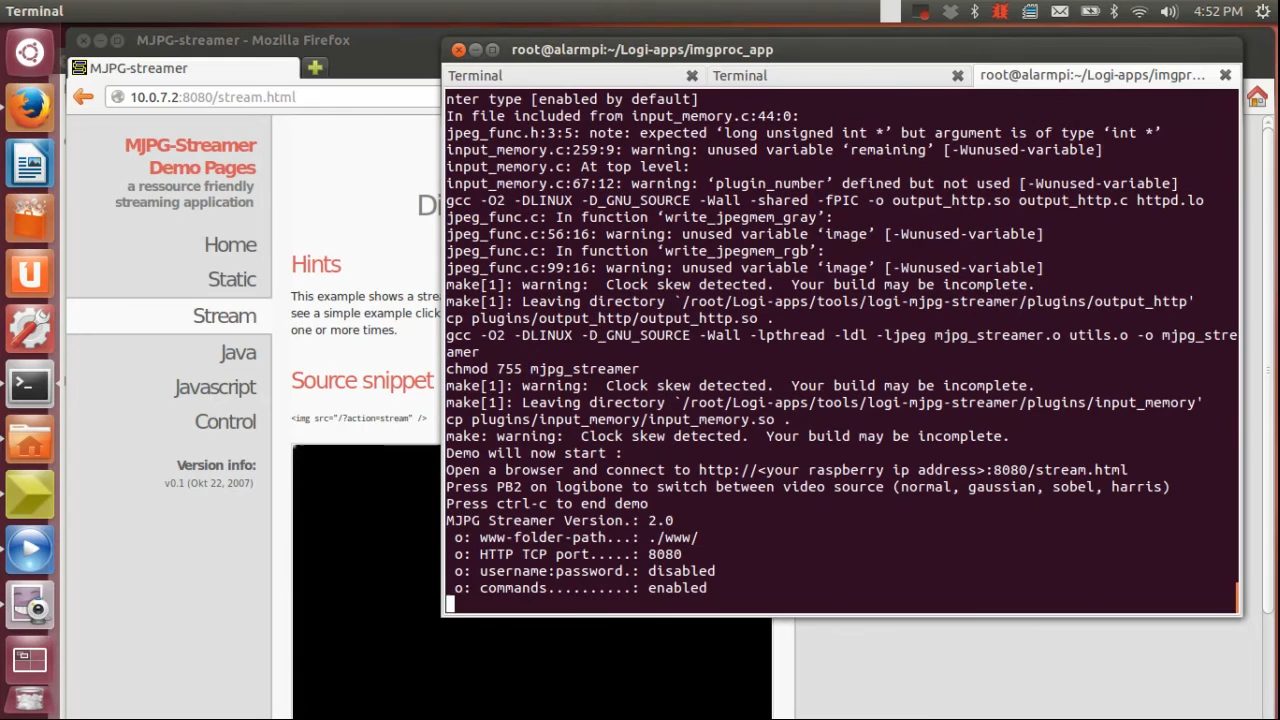 Terminal
4:52 PM
MJPG-streamer - Mozilla Firefox
MJPG-streamer
10.0.7.2:8080/stream.html
MJPG-Streamer
Demo Pages
a ressource friendly
streaming application
Home
Static
Stream
Java
Javascript
Control
Version info:
v0.1 (Okt 22, 2007)
Di
Hints
This example shows a strea
see a simple example click
one or more times.
Source snippet
<img src="/?action=stream" />
root@alarmpi:~/Logi-apps/imgproc_app
Terminal
Terminal
root@alarmpi:~/Logi-apps/imgpr...
nter type [enabled by default]
In file included from input_memory.c:44:0:
jpeg_func.h:3:5: note: expected ‘long unsigned int *’ but argument is of type ‘int *’
input_memory.c:259:9: warning: unused variable ‘remaining’ [-Wunused-variable]
input_memory.c: At top level:
input_memory.c:67:12: warning: ‘plugin_number’ defined but not used [-Wunused-variable]
gcc -O2 -DLINUX -D_GNU_SOURCE -Wall -shared -fPIC -o output_http.so output_http.c httpd.lo
jpeg_func.c: In function ‘write_jpegmem_gray’:
jpeg_func.c:56:16: warning: unused variable ‘image’ [-Wunused-variable]
jpeg_func.c: In function ‘write_jpegmem_rgb’:
jpeg_func.c:99:16: warning: unused variable ‘image’ [-Wunused-variable]
make[1]: warning:  Clock skew detected.  Your build may be incomplete.
make[1]: Leaving directory `/root/Logi-apps/tools/logi-mjpg-streamer/plugins/output_http'
cp plugins/output_http/output_http.so .
gcc -O2 -DLINUX -D_GNU_SOURCE -Wall -lpthread -ldl -ljpeg mjpg_streamer.o utils.o -o mjpg_stre
amer
chmod 755 mjpg_streamer
make[1]: warning:  Clock skew detected.  Your build may be incomplete.
make[1]: Leaving directory `/root/Logi-apps/tools/logi-mjpg-streamer/plugins/input_memory'
cp plugins/input_memory/input_memory.so .
make: warning:  Clock skew detected.  Your build may be incomplete.
Demo will now start :
Open a browser and connect to http://<your raspberry ip address>:8080/stream.html
Press PB2 on logibone to switch between video source (normal, gaussian, sobel, harris)
Press ctrl-c to end demo
MJPG Streamer Version.: 2.0
o: www-folder-path...: ./www/
o: HTTP TCP port.....: 8080
o: username:password.: disabled
o: commands..........: enabled